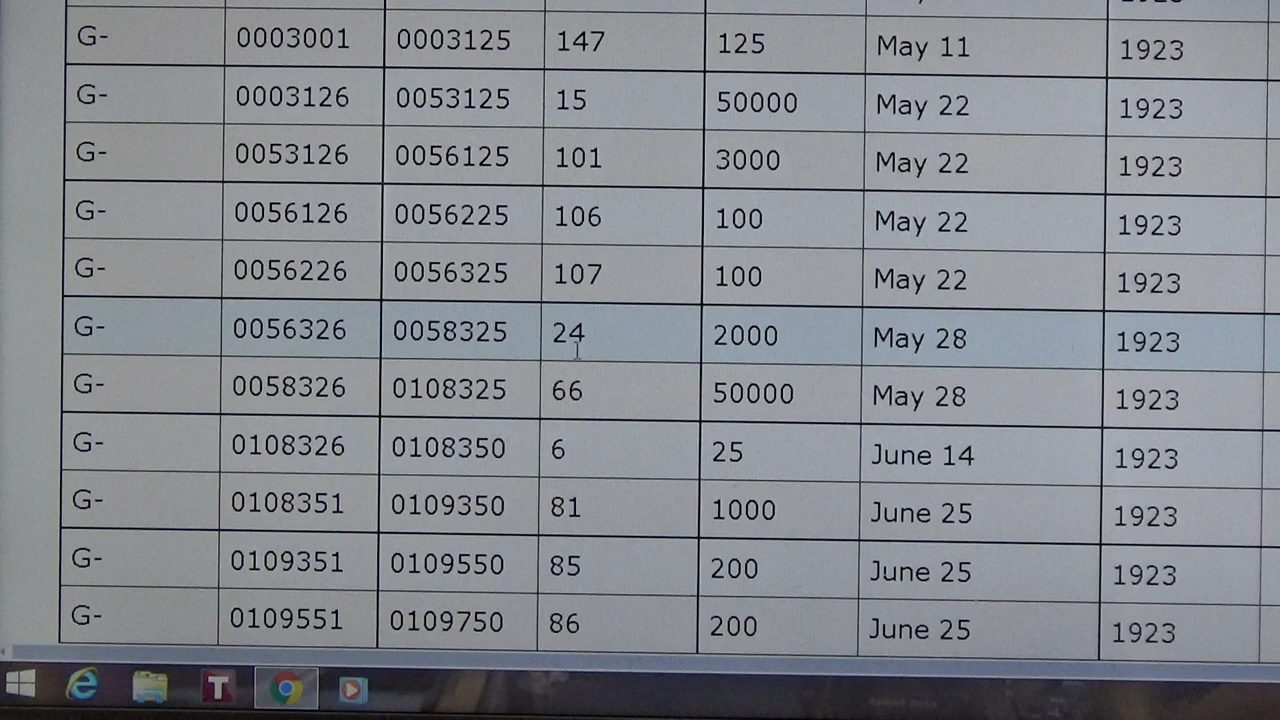 G- 0003001 0003125 147 125 May 11 1923
G- 0003126 0053125 15 50000 May 22 1923
G- 0053126 0056125 101 3000 May 22 1923
G- 0056126 0056225 106 100 May 22 1923
G- 0056226 0056325 107 100 May 22 1923
G- 0056326 0058325 24 2000 May 28 1923
G- 0058326 0108325 66 50000 May 28 1923
G- 0108326 0108350 6 25 June 14 1923
G- 0108351 0109350 81 1000 June 25 1923
G- 0109351 0109550 85 200 June 25 1923
G- 0109551 0109750 86 200 June 25 1923
T